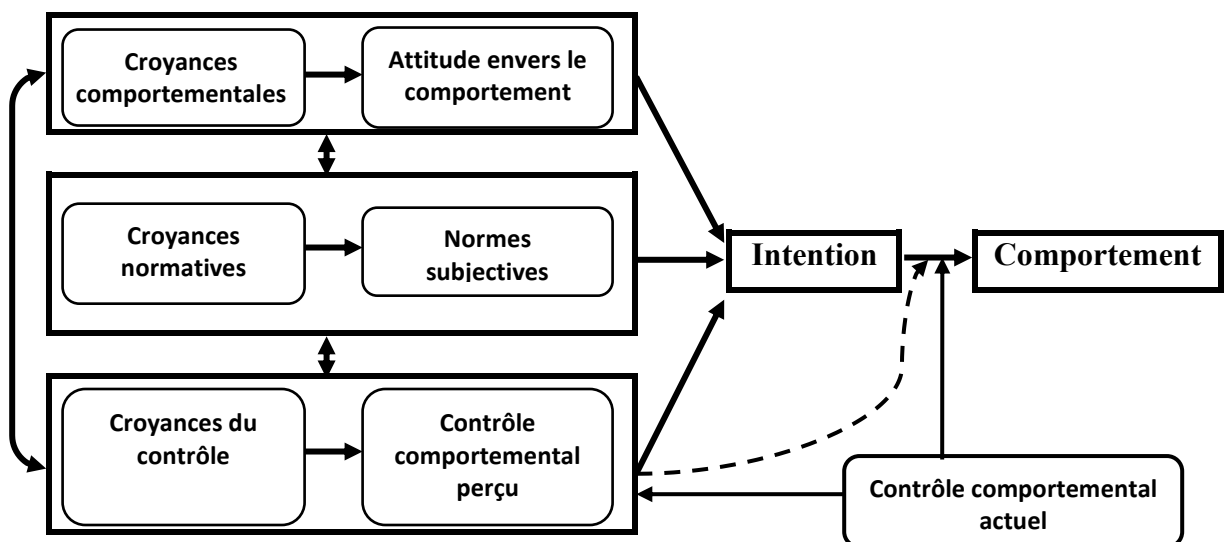 Croyances
comportementales
Attitude envers le
comportement
Croyances
normatives
Normes
subjectives
Intention
Comportement
Croyances du
contrôle
Contrôle
comportemental
perçu
Contrôle comportemental
actuel